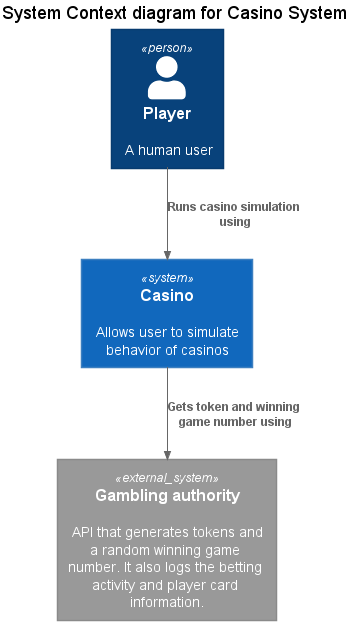 System Context diagram for Casino System
«person»
Player
A human user
Runs casino simulation
using
«system»
Casino
Allows user to simulate
behavior of casinos
Gets token and winning
game number using
«external_system»
Gambling authority
API that generates tokens and
a random winning game
number. It also logs the betting
activity and player card
information.